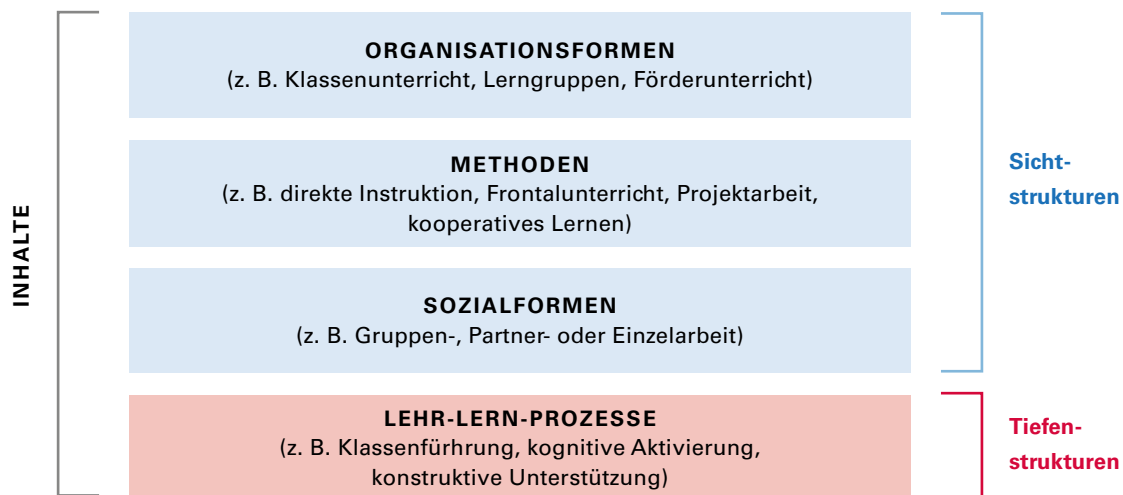 ORGANISATIONSFORMEN
(z. B. Klassenunterricht, Lerngruppen, Förderunterricht)
METHODEN
(z. B. direkte Instruktion, Frontalunterricht, Projektarbeit,
kooperatives Lernen)
SOZIALFORMEN
(z. B. Gruppen-, Partner- oder Einzelarbeit)
LEHR-LERN-PROZESSE
(z. B. Klassenfürhrung, kognitive Aktivierung,
konstruktive Unterstützung)
INHALTE
Sicht-
strukturen
Tiefen-
strukturen